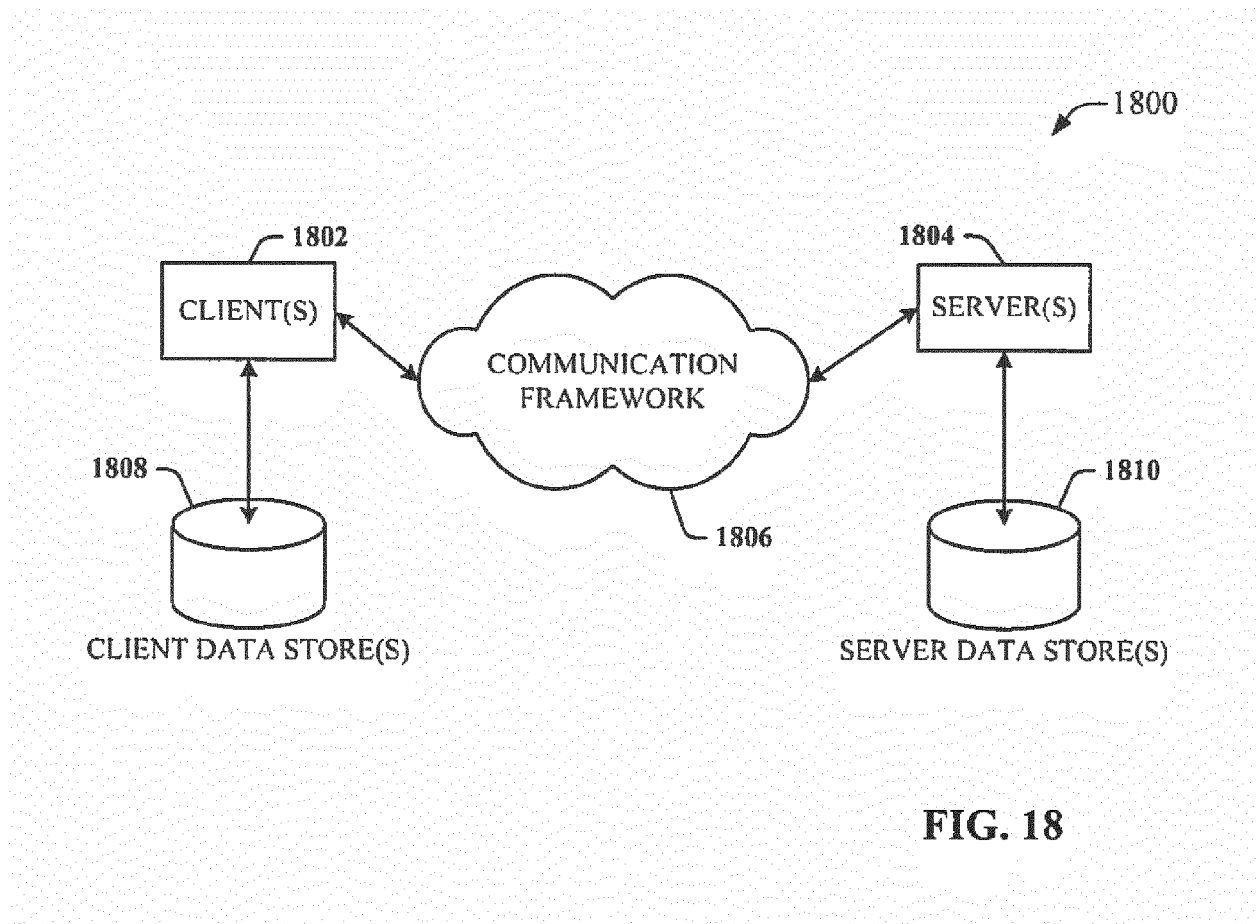 1800
1802
1804
CLIENT(S)
SERVER(S)
COMMUNICATION
FRAMEWORK
1808
1810
1806
CLIENT DATA STORE(S)
SERVER DATA STORE(S)
FIG. 18